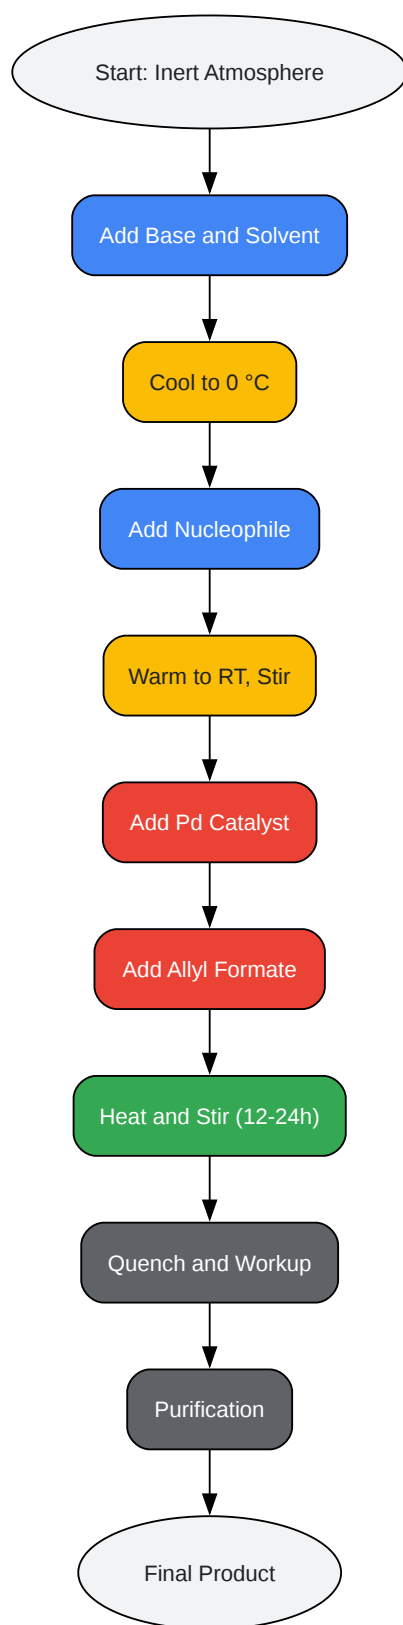 Start: Inert Atmosphere
Add Base and Solvent
Cool to 0 °C
Add Nucleophile
Warm to RT, Stir
Add Pd Catalyst
Add Allyl Formate
Heat and Stir (12-24h)
Quench and Workup
Purification
Final Product